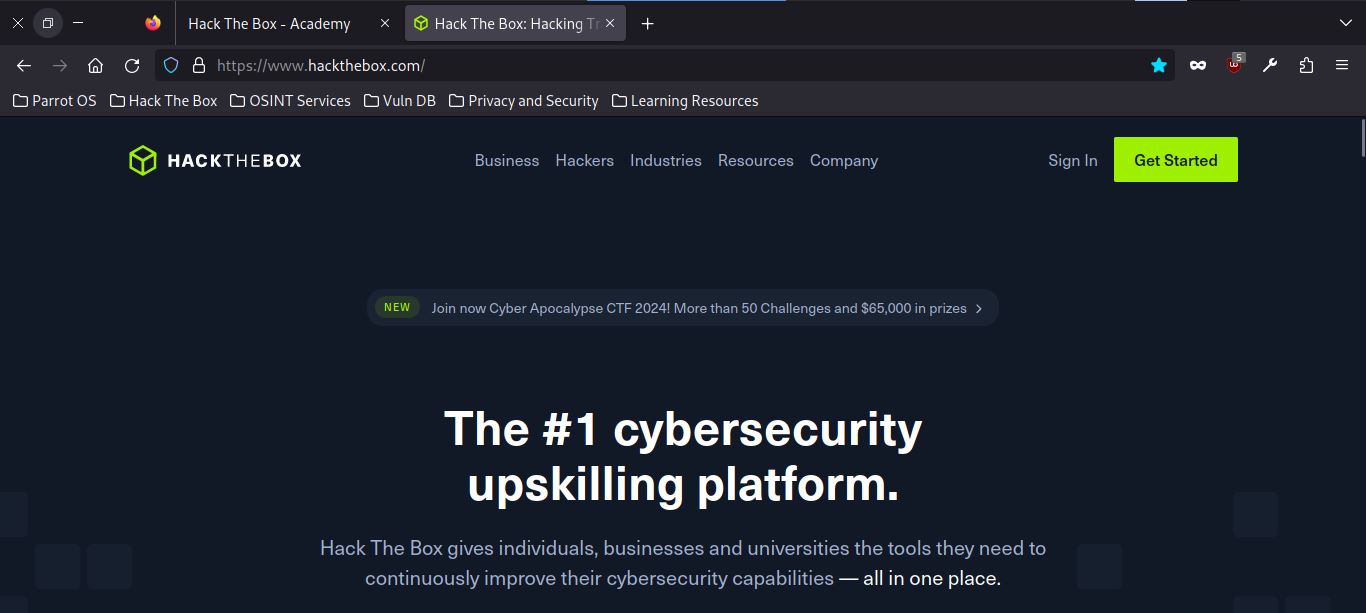 Hack The Box - Academy
Hack The Box: Hacking Tr
https://www.hackthebox.com/
5
Parrot OS Hack The Box OSINT Services Vuln DB Privacy and Security Learning Resources
HACKTHEBOX Business Hackers Industries Resources Company Sign In Get Started
NEW Join now Cyber Apocalypse CTF 2024! More than 50 Challenges and $65,000 in prizes
The #1 cybersecurity
upskilling platform.
Hack The Box gives individuals, businesses and universities the tools they need to
continuously improve their cybersecurity capabilities — all in one place.